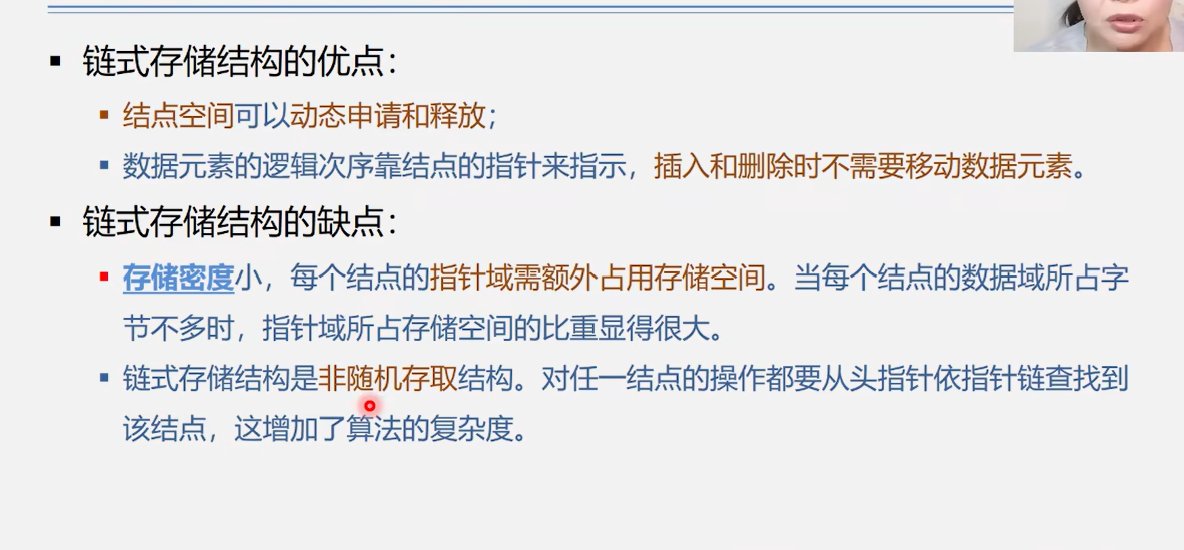 链式存储结构的优点：
结点空间可以动态申请和释放；
数据元素的逻辑次序靠结点的指针来指示，插入和删除时不需要移动数据元素。
链式存储结构的缺点：
存储密度小，每个结点的指针域需额外占用存储空间。当每个结点的数据域所占字
节不多时，指针域所占存储空间的比重显得很大。
链式存储结构是非随机存取结构。对任一结点的操作都要从头指针依指针链查找到
该结点，这增加了算法的复杂度。